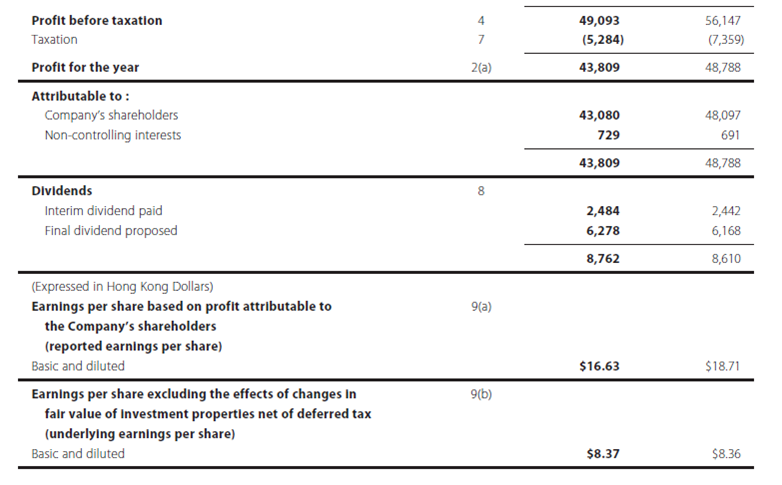 Profit before taxation 4 49,093 56,147
Taxation 7 (5,284) (7,359)
Profit for the year 2(a) 43,809 48,788
Attributable to :
Company's shareholders 43,080 48,097
Non-controlling interests 729 691
43,809 48,788
Dividends 8
Interim dividend paid 2,484 2,442
Final dividend proposed 6,278 6,168
8,762 8,610
(Expressed in Hong Kong Dollars)
Earnings per share based on profit attributable to 9(a)
the Company's shareholders
(reported earnings per share)
Basic and diluted $16.63 $18.71
Earnings per share excluding the effects of changes in 9(b)
fair value of investment properties net of deferred tax
(underlying earnings per share)
Basic and diluted $8.37 $8.36